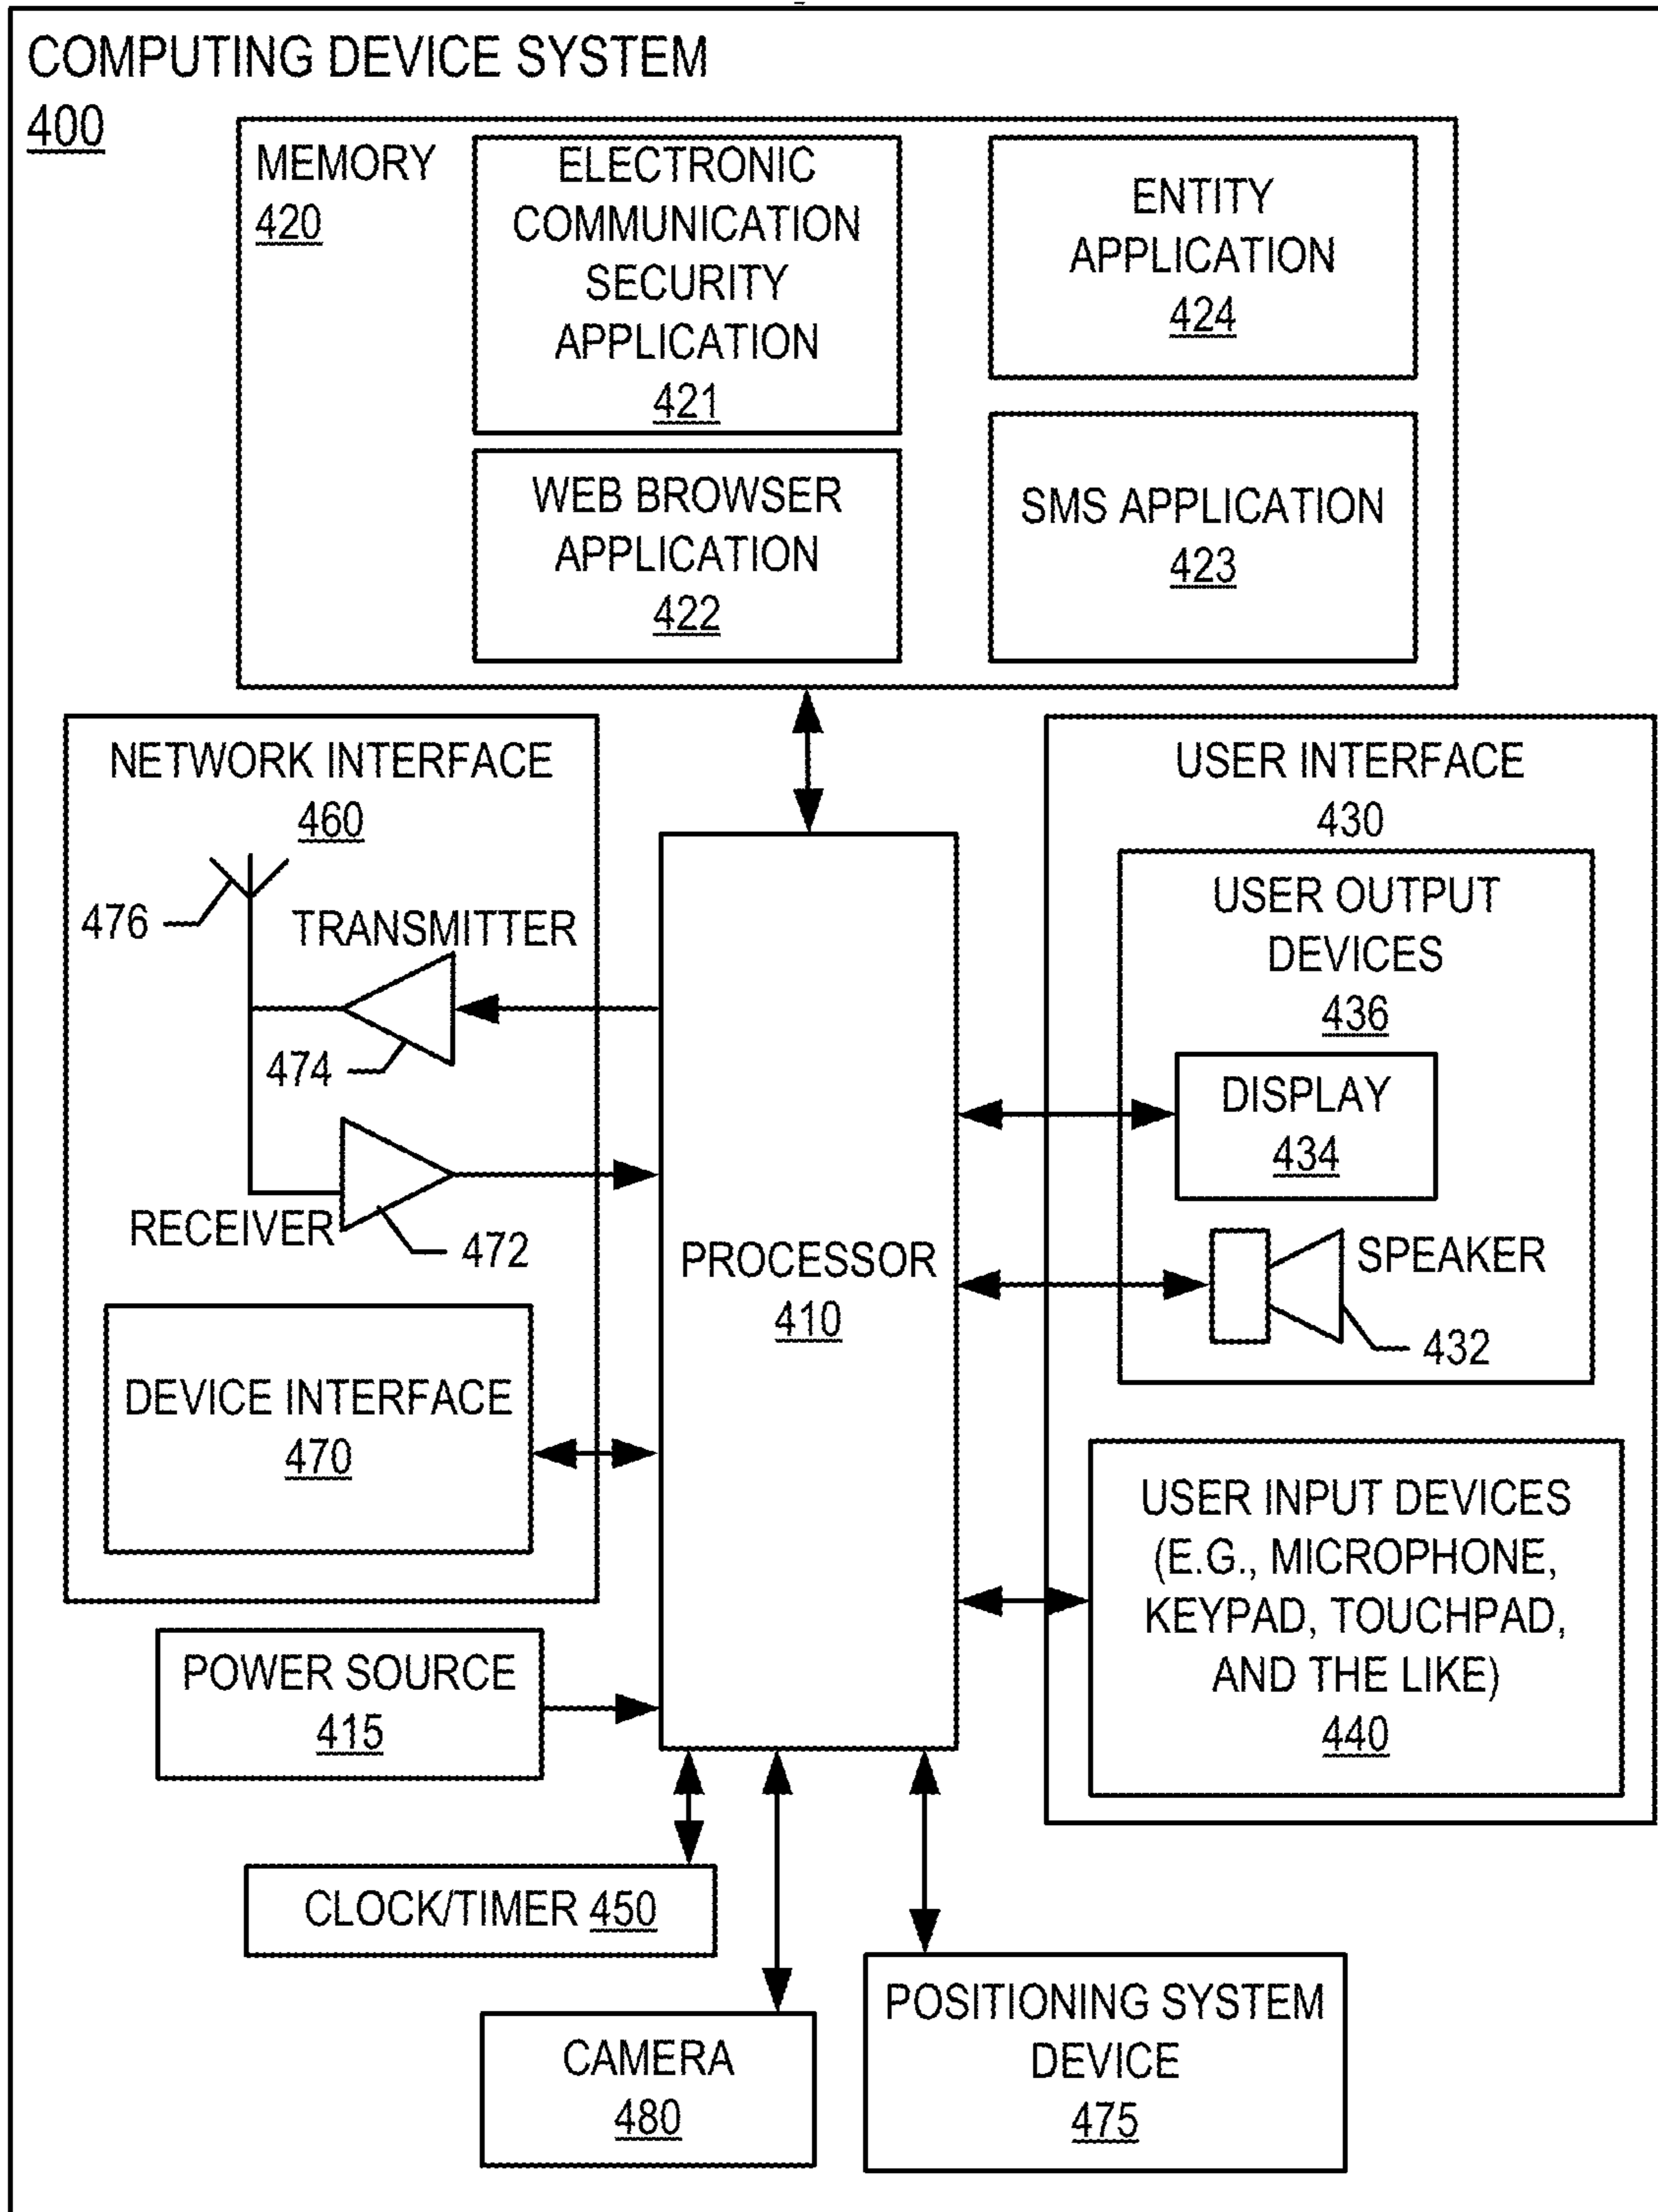 COMPUTING DEVICE SYSTEM
400
MEMORY
420
ELECTRONIC
COMMUNICATION
SECURITY
APPLICATION
421
ENTITY
APPLICATION
424
WEB BROWSER
APPLICATION
422
SMS APPLICATION
423
NETWORK INTERFACE
460
476
TRANSMITTER
474
RECEIVER
472
DEVICE INTERFACE
470
POWER SOURCE
415
PROCESSOR
410
USER INTERFACE
430
USER OUTPUT
DEVICES
436
DISPLAY
434
SPEAKER
432
USER INPUT DEVICES
(E.G., MICROPHONE,
KEYPAD, TOUCHPAD,
AND THE LIKE)
440
CLOCK/TIMER 450
CAMERA
480
POSITIONING SYSTEM
DEVICE
475